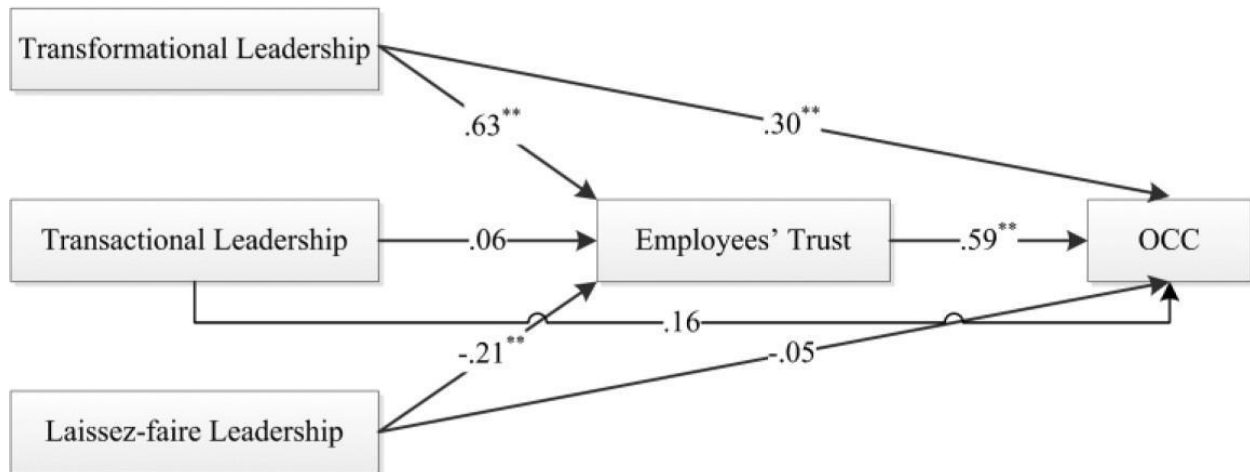 Transformational Leadership
.63**
.30**
Transactional Leadership
.06
Employees’ Trust
.59**
OCC
.16
-.21**
-.05
Laissez-faire Leadership